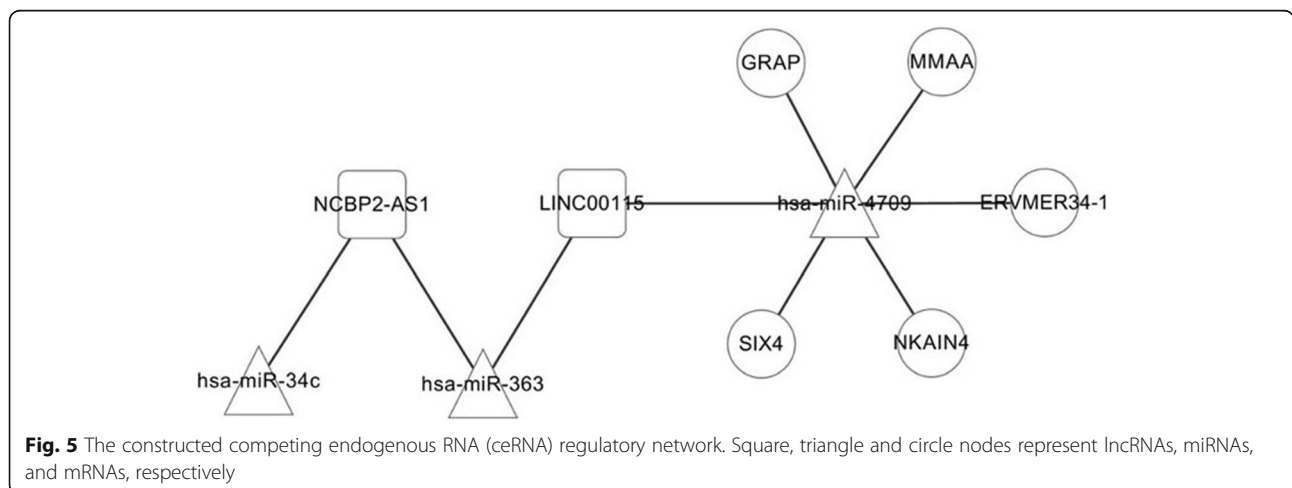 GRAP
MMAA
NCBP2-AS1
LINC00115
hsa-miR-4709
ERVMER34-1
SIX4
NKAIN4
hsa-miR-34c
hsa-miR-363
Fig. 5 The constructed competing endogenous RNA (ceRNA) regulatory network. Square, triangle and circle nodes represent lncRNAs, miRNAs,
and mRNAs, respectively